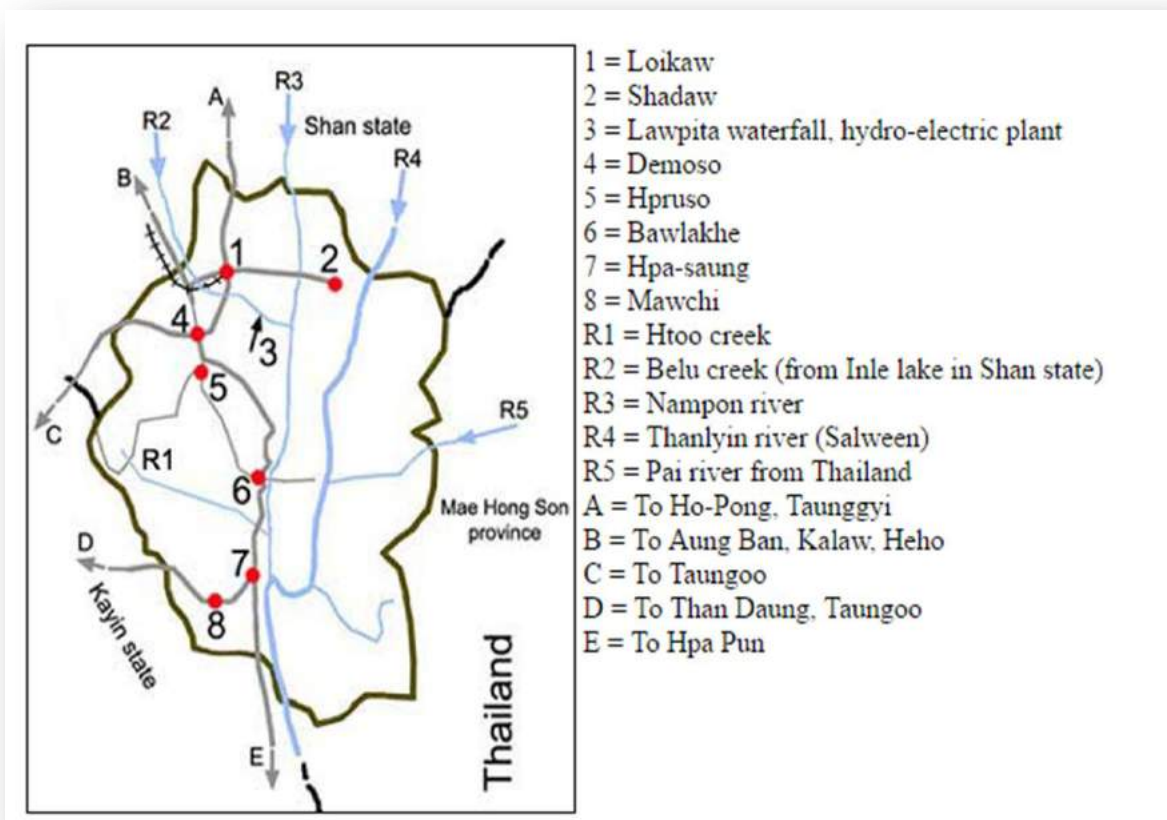 R3
A
R2
Shan state
R4
B
1
2
4
3
5
C
R5
R1
6
Mae Hong Son
province
D
7
8
Kayin state
Thailand
E
1 = Loikaw
2 = Shadaw
3 = Lawpita waterfall, hydro-electric plant
4 = Demoso
5 = Hpruso
6 = Bawlakhe
7 = Hpa-saung
8 = Mawchi
R1 = Htoo creek
R2 = Belu creek (from Inle lake in Shan state)
R3 = Nampon river
R4 = Thanlyin river (Salween)
R5 = Pai river from Thailand
A = To Ho-Pong, Taunggyi
B = To Aung Ban, Kalaw, Heho
C = To Taungoo
D = To Than Daung, Taungoo
E = To Hpa Pun